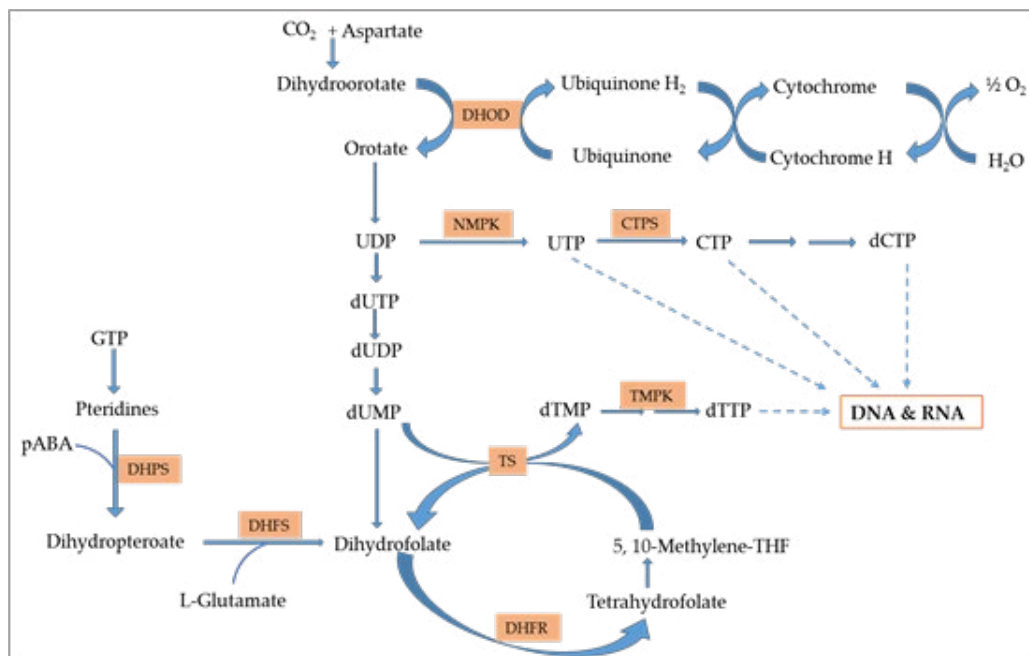 CO₂ + Aspartate
Dihydroorotate
Ubiquinone H₂
Cytochrome
½ O₂
DHOD
Orotate
Ubiquinone
Cytochrome H
H₂O
NMPK
CTPS
UDP
UTP
CTP
dCTP
dUTP
GTP
dUDP
Pteridines
dUMP
dTMP
TMPK
dTTP
DNA & RNA
pABA
DHPS
TS
Dihydropteroate
DHFS
Dihydrofolate
5, 10-Methylene-THF
L-Glutamate
Tetrahydrofolate
DHFR